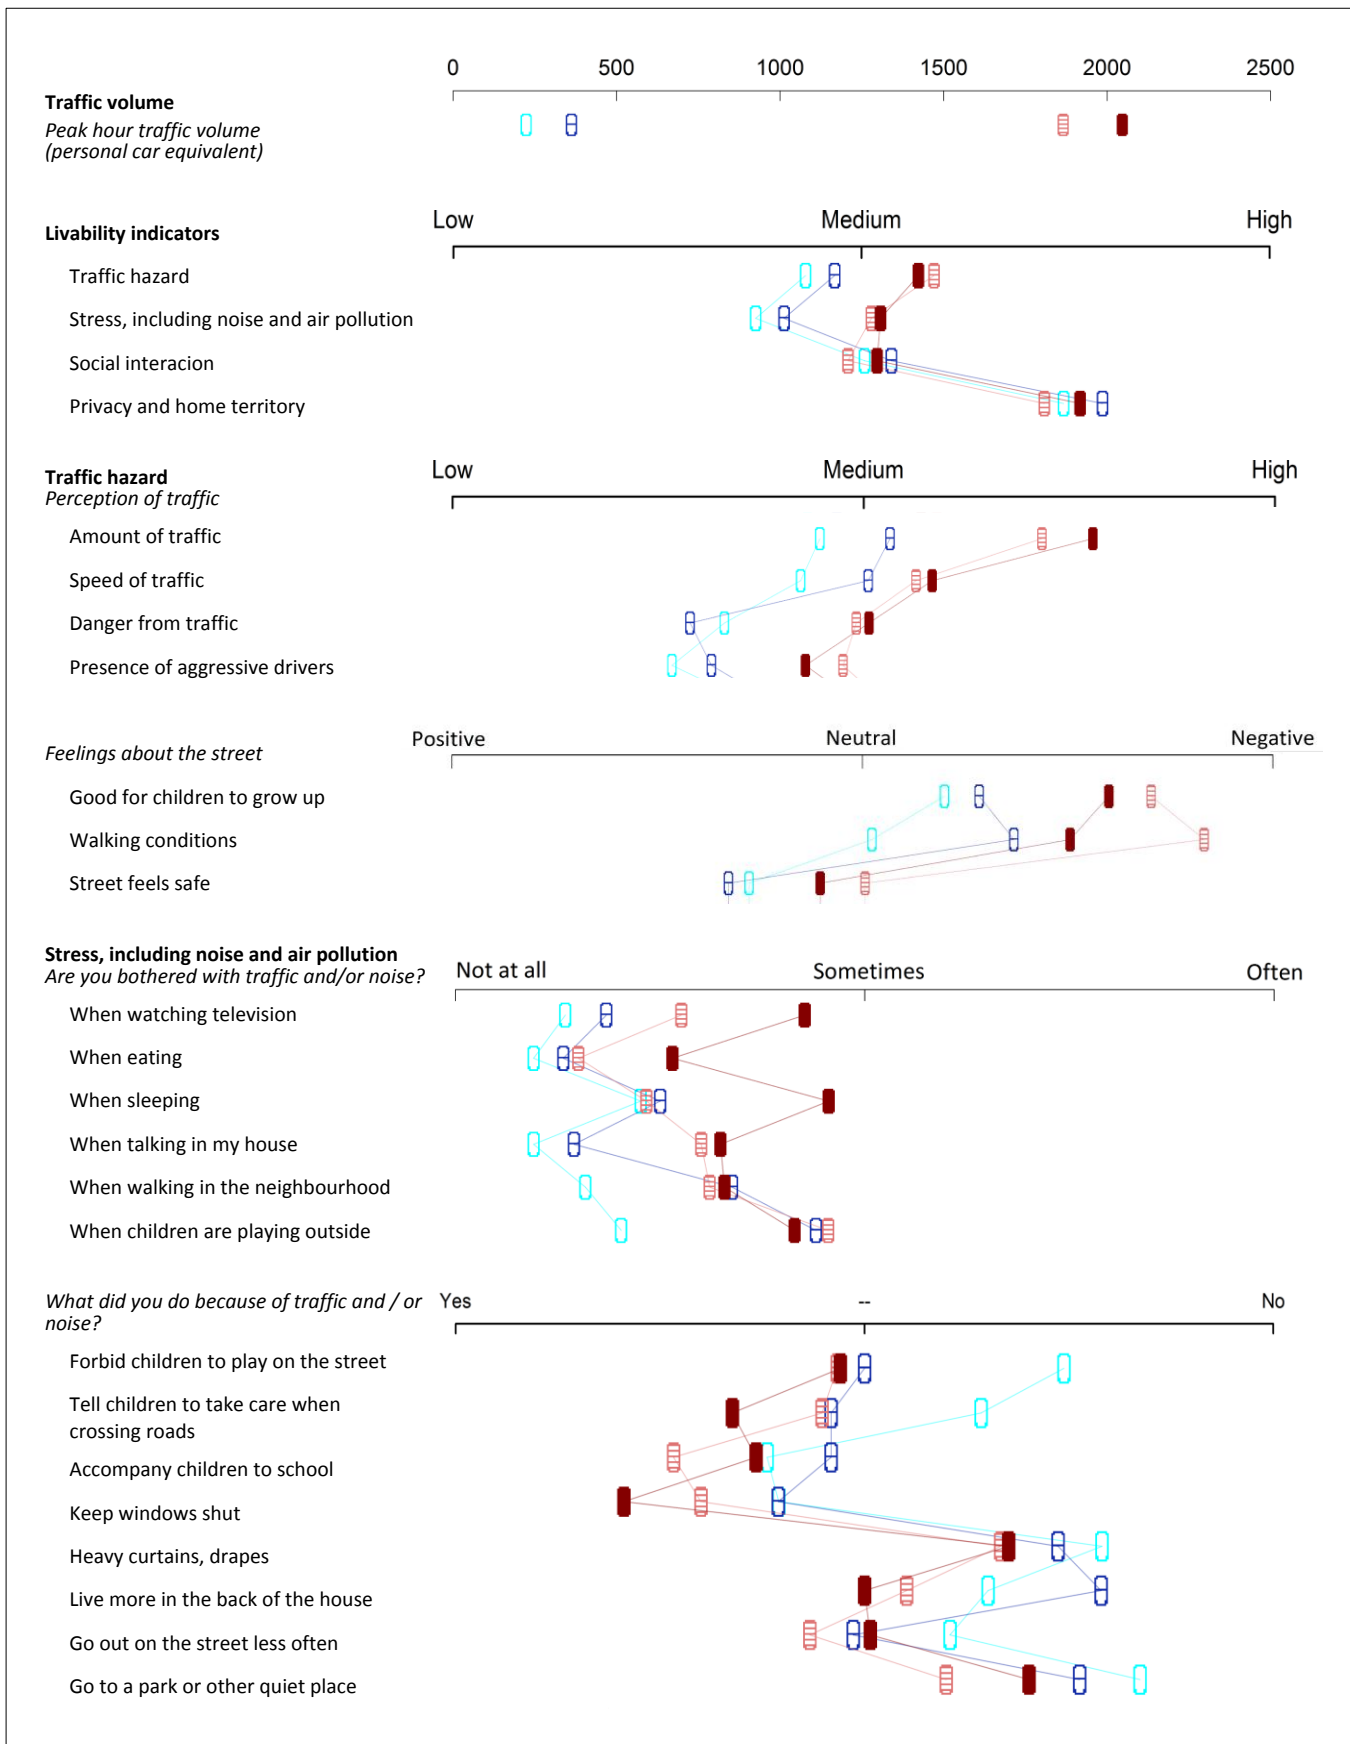 0 500 1000 1500 2000 2500
Traffic volume
Peak hour traffic volume
(personal car equivalent)
Low Medium High
Livability indicators
Traffic hazard
Stress, including noise and air pollution
Social interacion
Privacy and home territory
Traffic hazard Low Medium High
Perception of traffic
Amount of traffic
Speed of traffic
Danger from traffic
Presence of aggressive drivers
Positive Neutral Negative
Feelings about the street
Good for children to grow up
Walking conditions
Street feels safe
Stress, including noise and air pollution
Are you bothered with traffic and/or noise? Not at all Sometimes Often
When watching television
When eating
When sleeping
When talking in my house
When walking in the neighbourhood
When children are playing outside
What did you do because of traffic and / or Yes -- No
noise?
Forbid children to play on the street
Tell children to take care when
crossing roads
Accompany children to school
Keep windows shut
Heavy curtains, drapes
Live more in the back of the house
Go out on the street less often
Go to a park or other quiet place